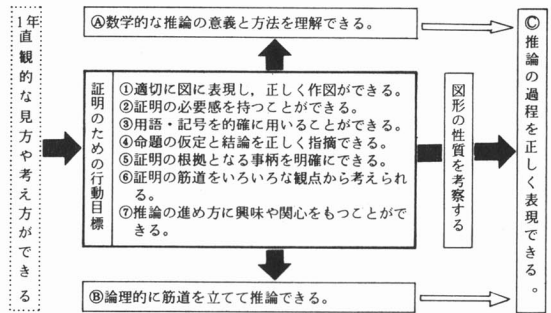 1年
直観的な見方や考え方ができる
Ⓐ数学的な推論の意義と方法を理解できる。
証明のための行動目標
①適切に図に表現し，正しく作図ができる。
②証明の必要感を持つことができる。
③用語・記号を的確に用いることができる。
④命題の仮定と結論を正しく指摘できる。
⑤証明の根拠となる事柄を明確にできる。
⑥証明の筋道をいろいろな観点から考えられ
る。
⑦推論の進め方に興味や関心をもつことがで
きる。
Ⓑ論理的に筋道を立てて推論できる。
図形の性質を考察する
Ⓒ推論の過程を正しく表現できる。